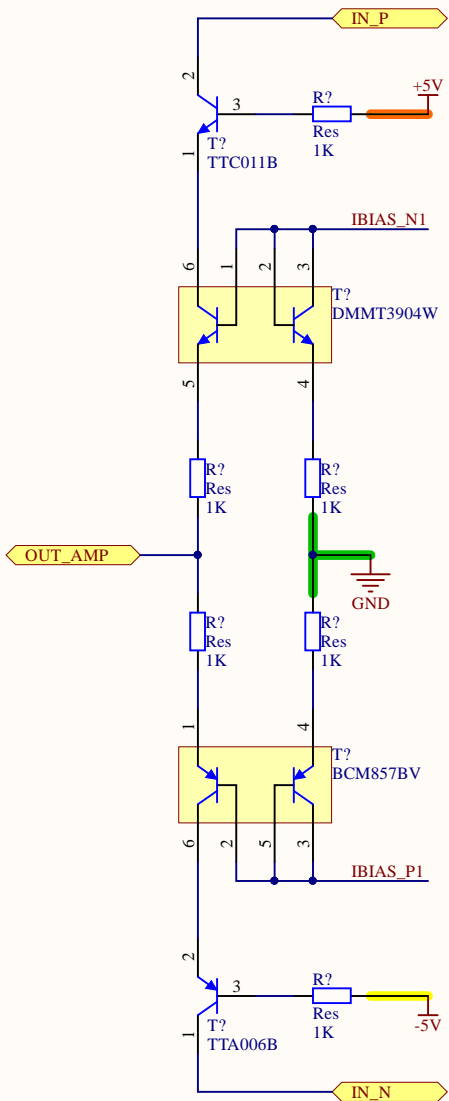 IN_P
2
+5V
R?
3
Res
1K
T?
TTC011B
1
IBIAS_N1
6
1
2
3
T?
DMMT3904W
5
4
R?
Res
1K
R?
Res
1K
OUT_AMP
GND
R?
Res
1K
R?
Res
1K
1
4
T?
BCM857BV
6
2
5
3
IBIAS_P1
2
R?
3
Res
1K
-5V
T?
TTA006B
1
IN_N